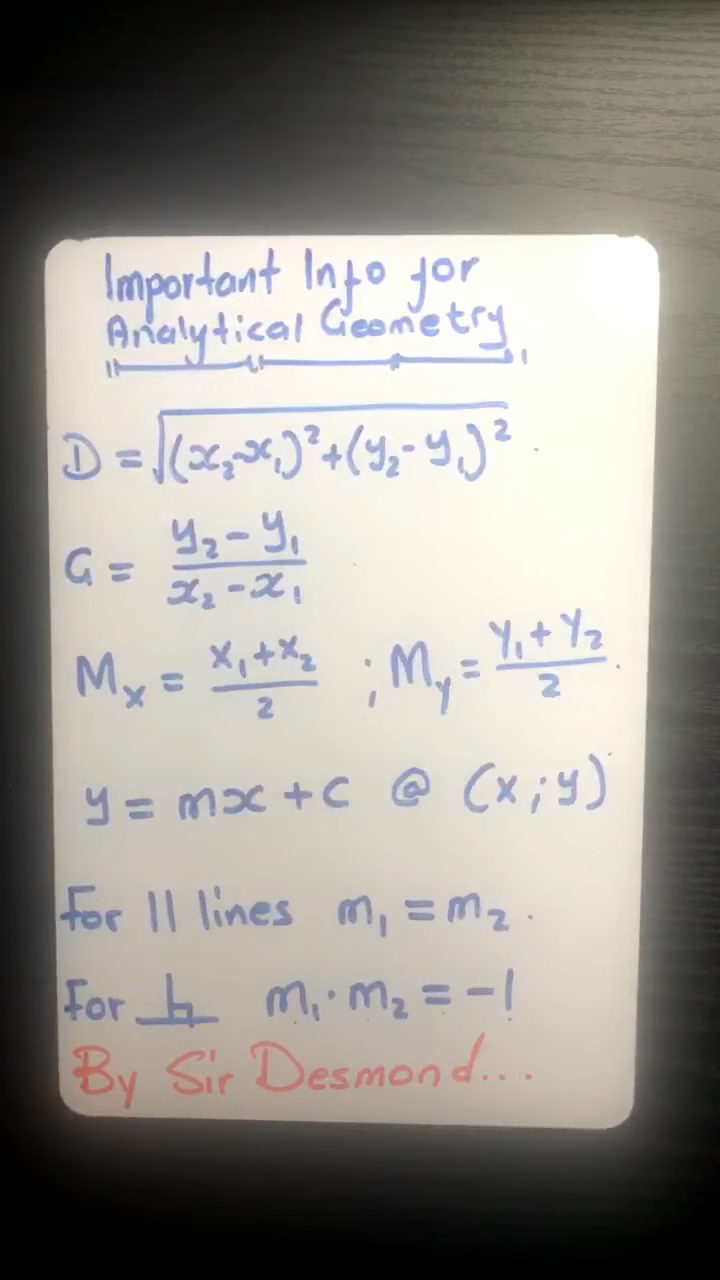 Important Info for
Analytical Geometry
D = √(x₂-x₁)² + (y₂-y₁)²
G = y₂-y₁ / x₂-x₁
Mx = x₁+x₂ / 2 ; My = y₁+y₂ / 2
y = mx + c @ (x;y)
For || lines m₁ = m₂.
For ⊥ m₁·m₂ = -1
By Sir Desmond...